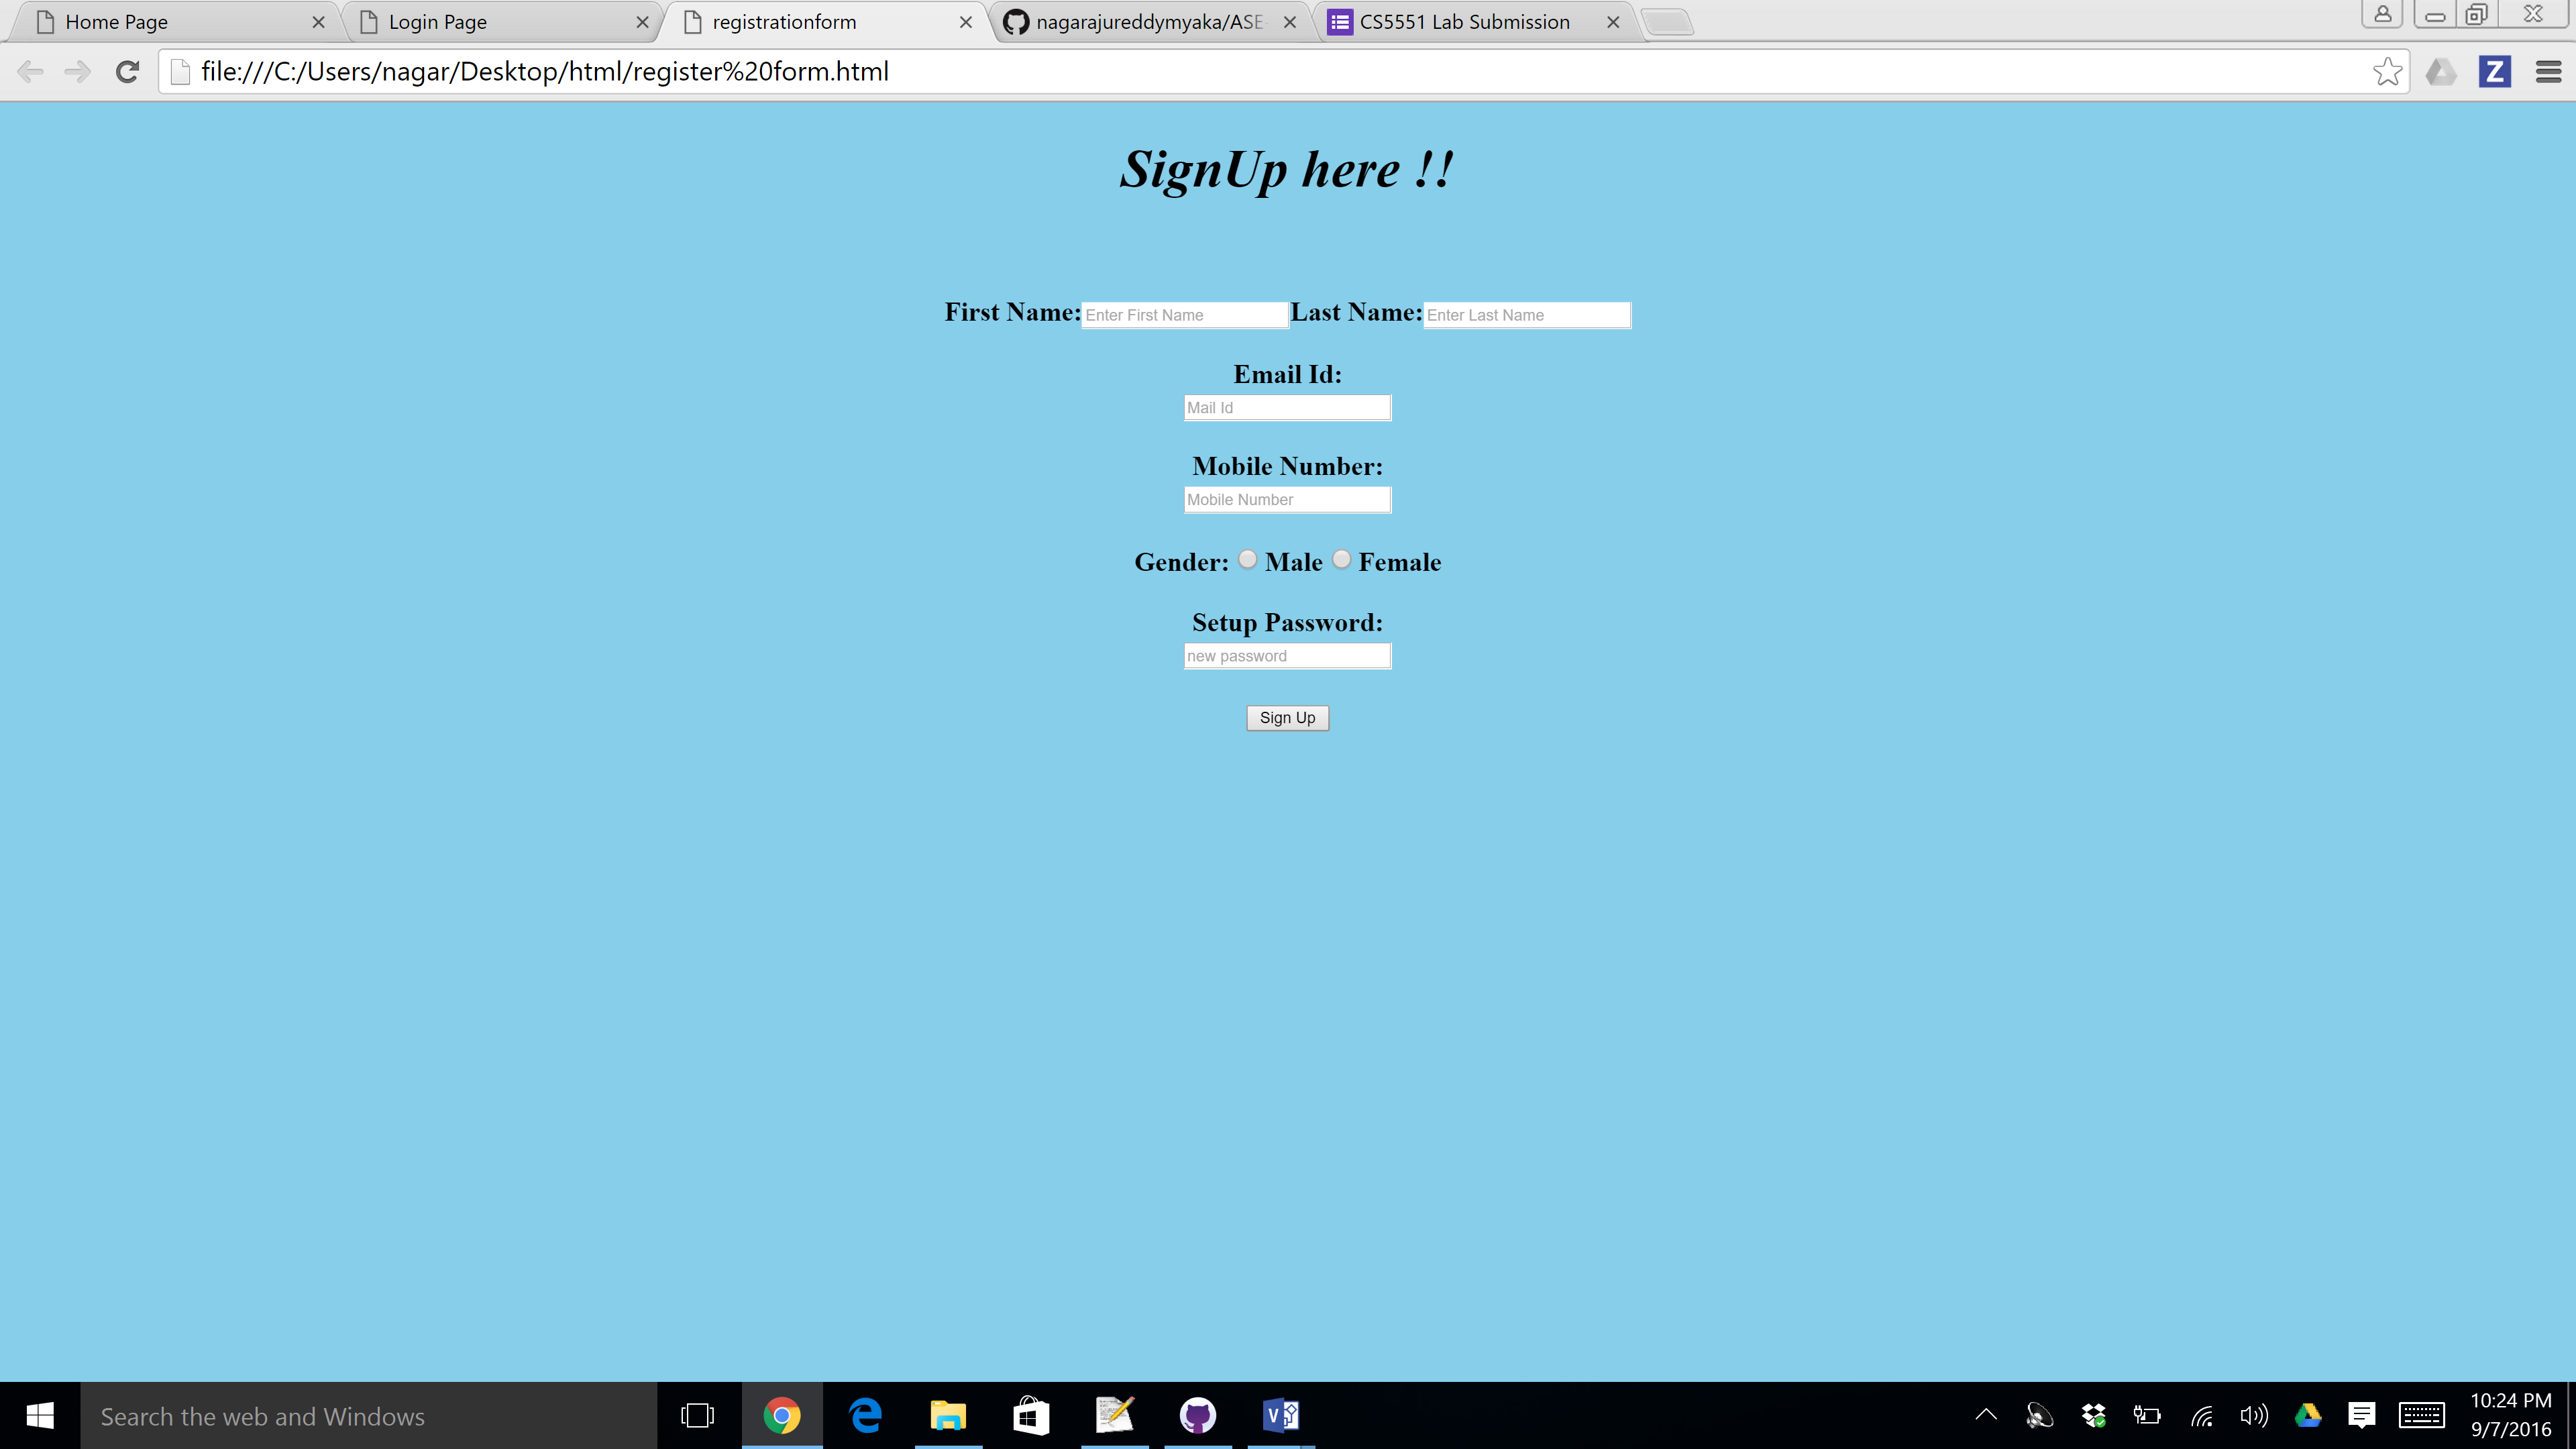 Home Page
Login Page
registrationform
nagarajureddymyaka/ASE
CS5551 Lab Submission
file:///C:/Users/nagar/Desktop/html/register%20form.html
Z
SignUp here !!
First Name: Enter First Name Last Name: Enter Last Name
Email Id:
Mail Id
Mobile Number:
Mobile Number
Gender: Male Female
Setup Password:
new password
Sign Up
Search the web and Windows
V
10:24 PM
9/7/2016